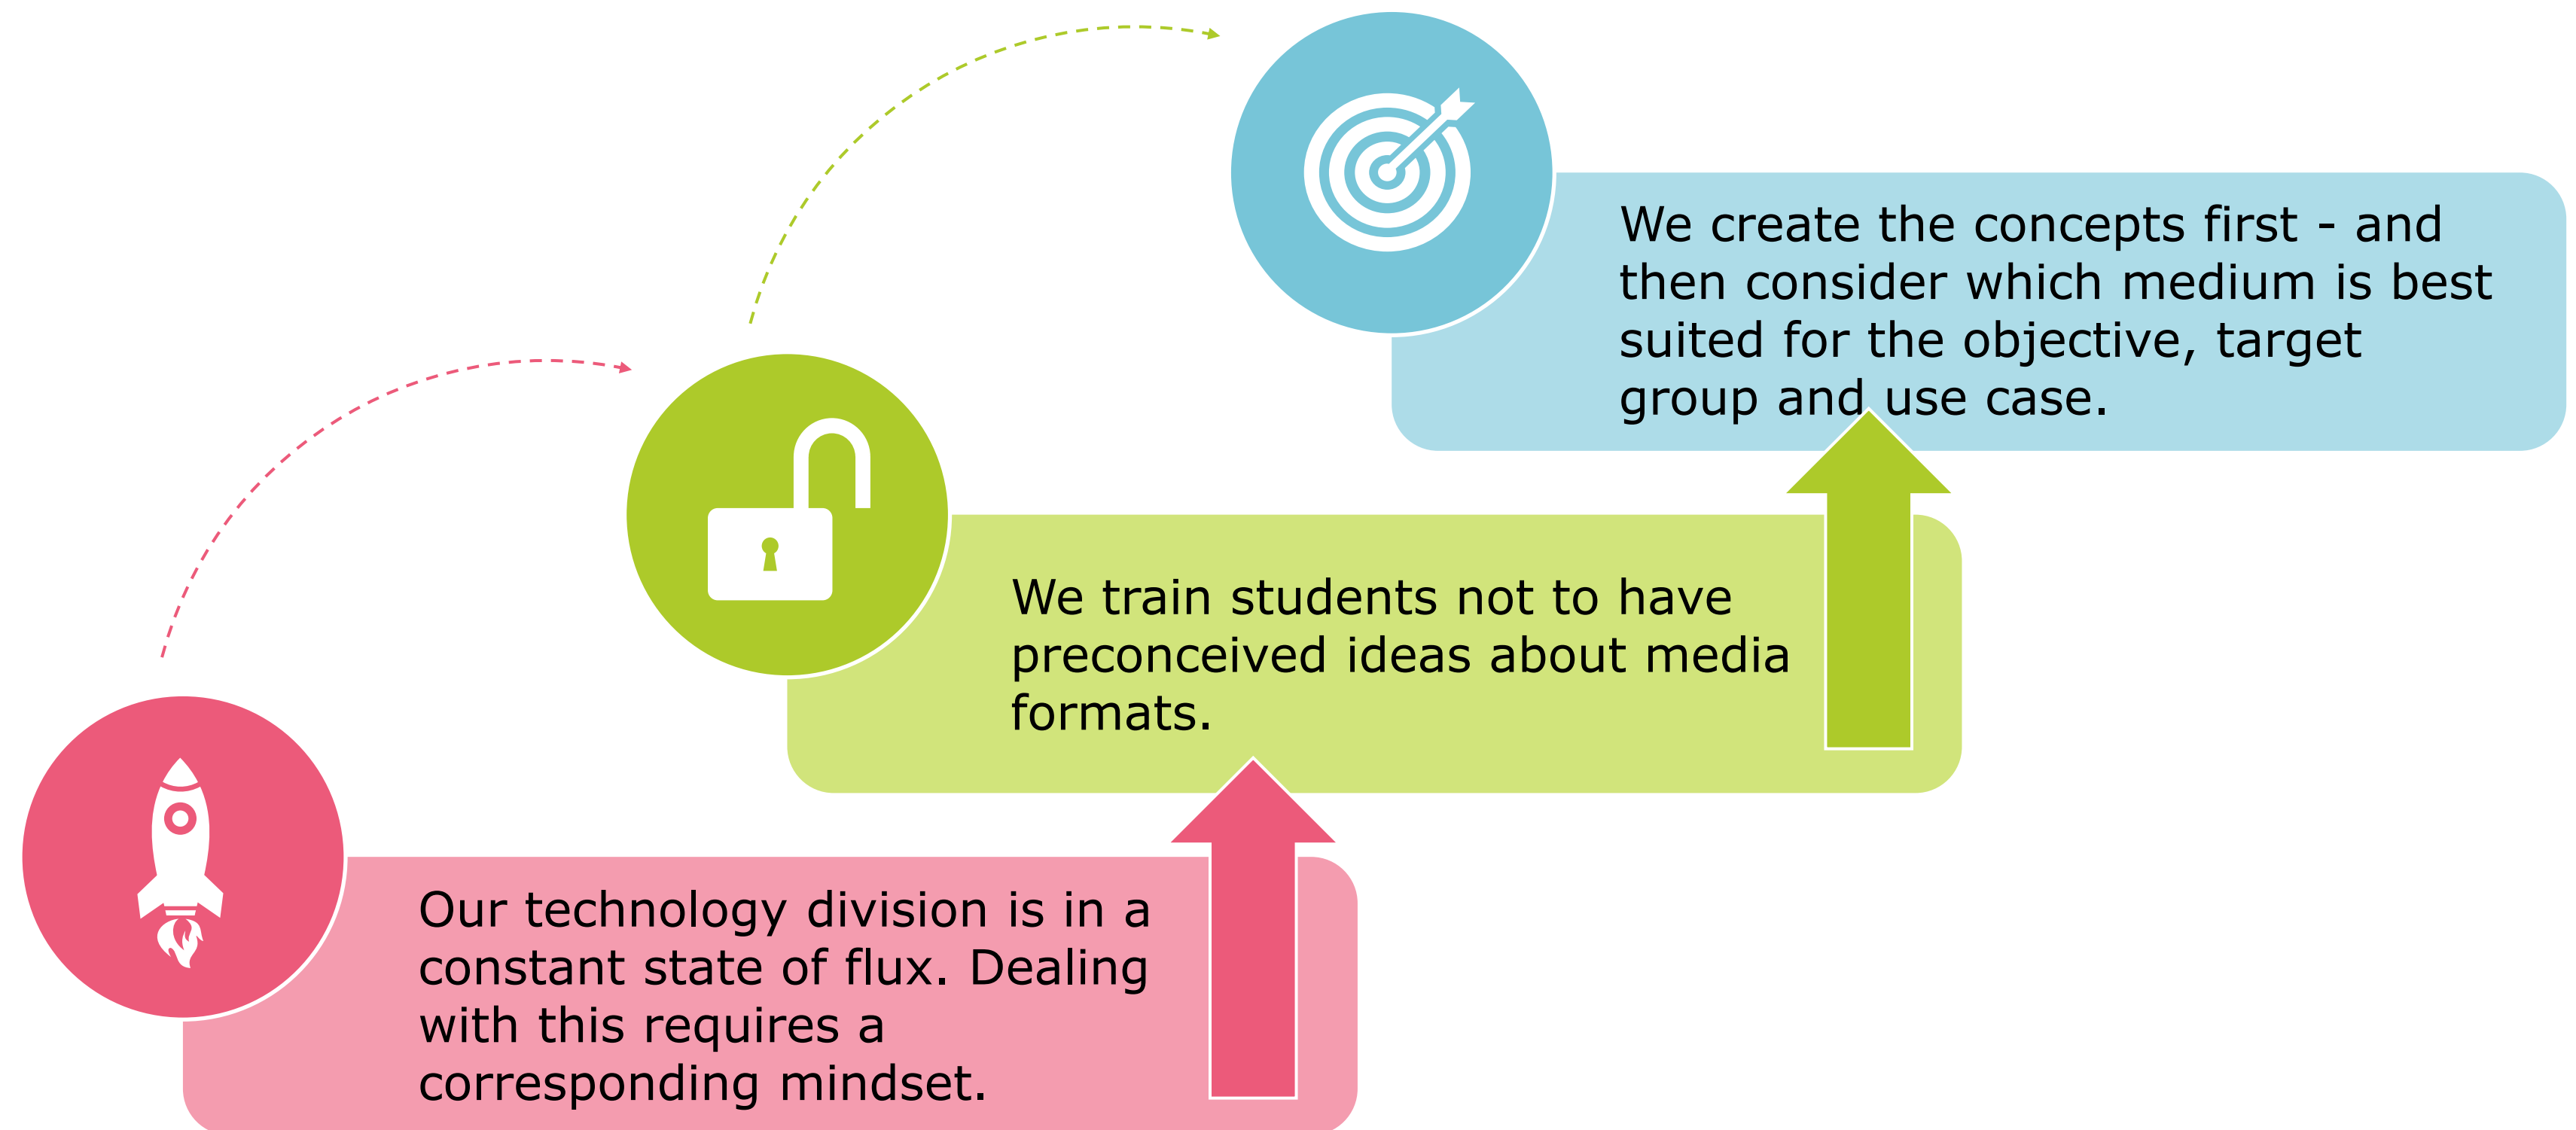 We create the concepts first - and
then consider which medium is best
suited for the objective, target
group and use case.
We train students not to have
preconceived ideas about media
formats.
Our technology division is in a
constant state of flux. Dealing
with this requires a
corresponding mindset.